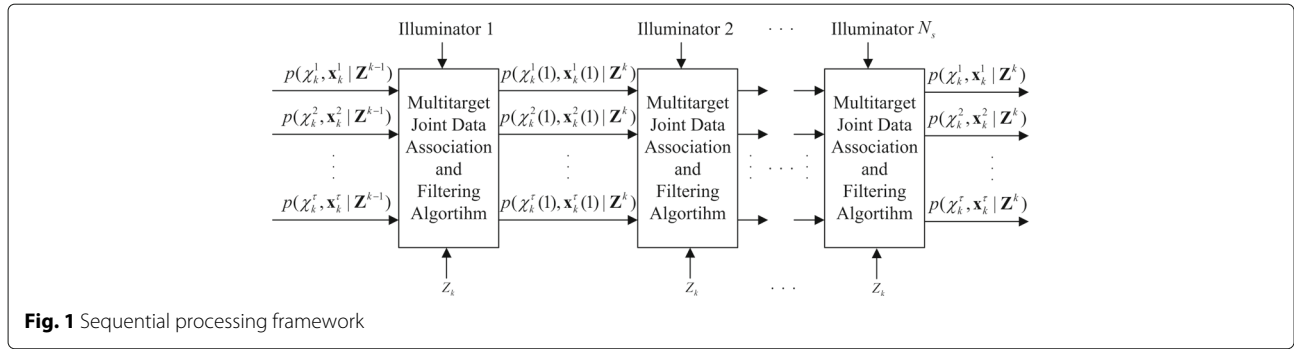 Illuminator 1 Illuminator 2 · · · Illuminator N_s
p(χ_k^1, x_k^1 | Z^{k-1}) p(χ_k^1(1), x_k^1(1) | Z^k) p(χ_k^1, x_k^1 | Z^k)
p(χ_k^2, x_k^2 | Z^{k-1}) p(χ_k^2(1), x_k^2(1) | Z^k) p(χ_k^2, x_k^2 | Z^k)
p(χ_k^τ, x_k^τ | Z^{k-1}) p(χ_k^τ(1), x_k^τ(1) | Z^k) p(χ_k^τ, x_k^τ | Z^k)
Multitarget
Joint Data
Association
and
Filtering
Algortihm
Multitarget
Joint Data
Association
and
Filtering
Algortihm
Multitarget
Joint Data
Association
and
Filtering
Algortihm
Z_k Z_k · · · Z_k
Fig. 1 Sequential processing framework